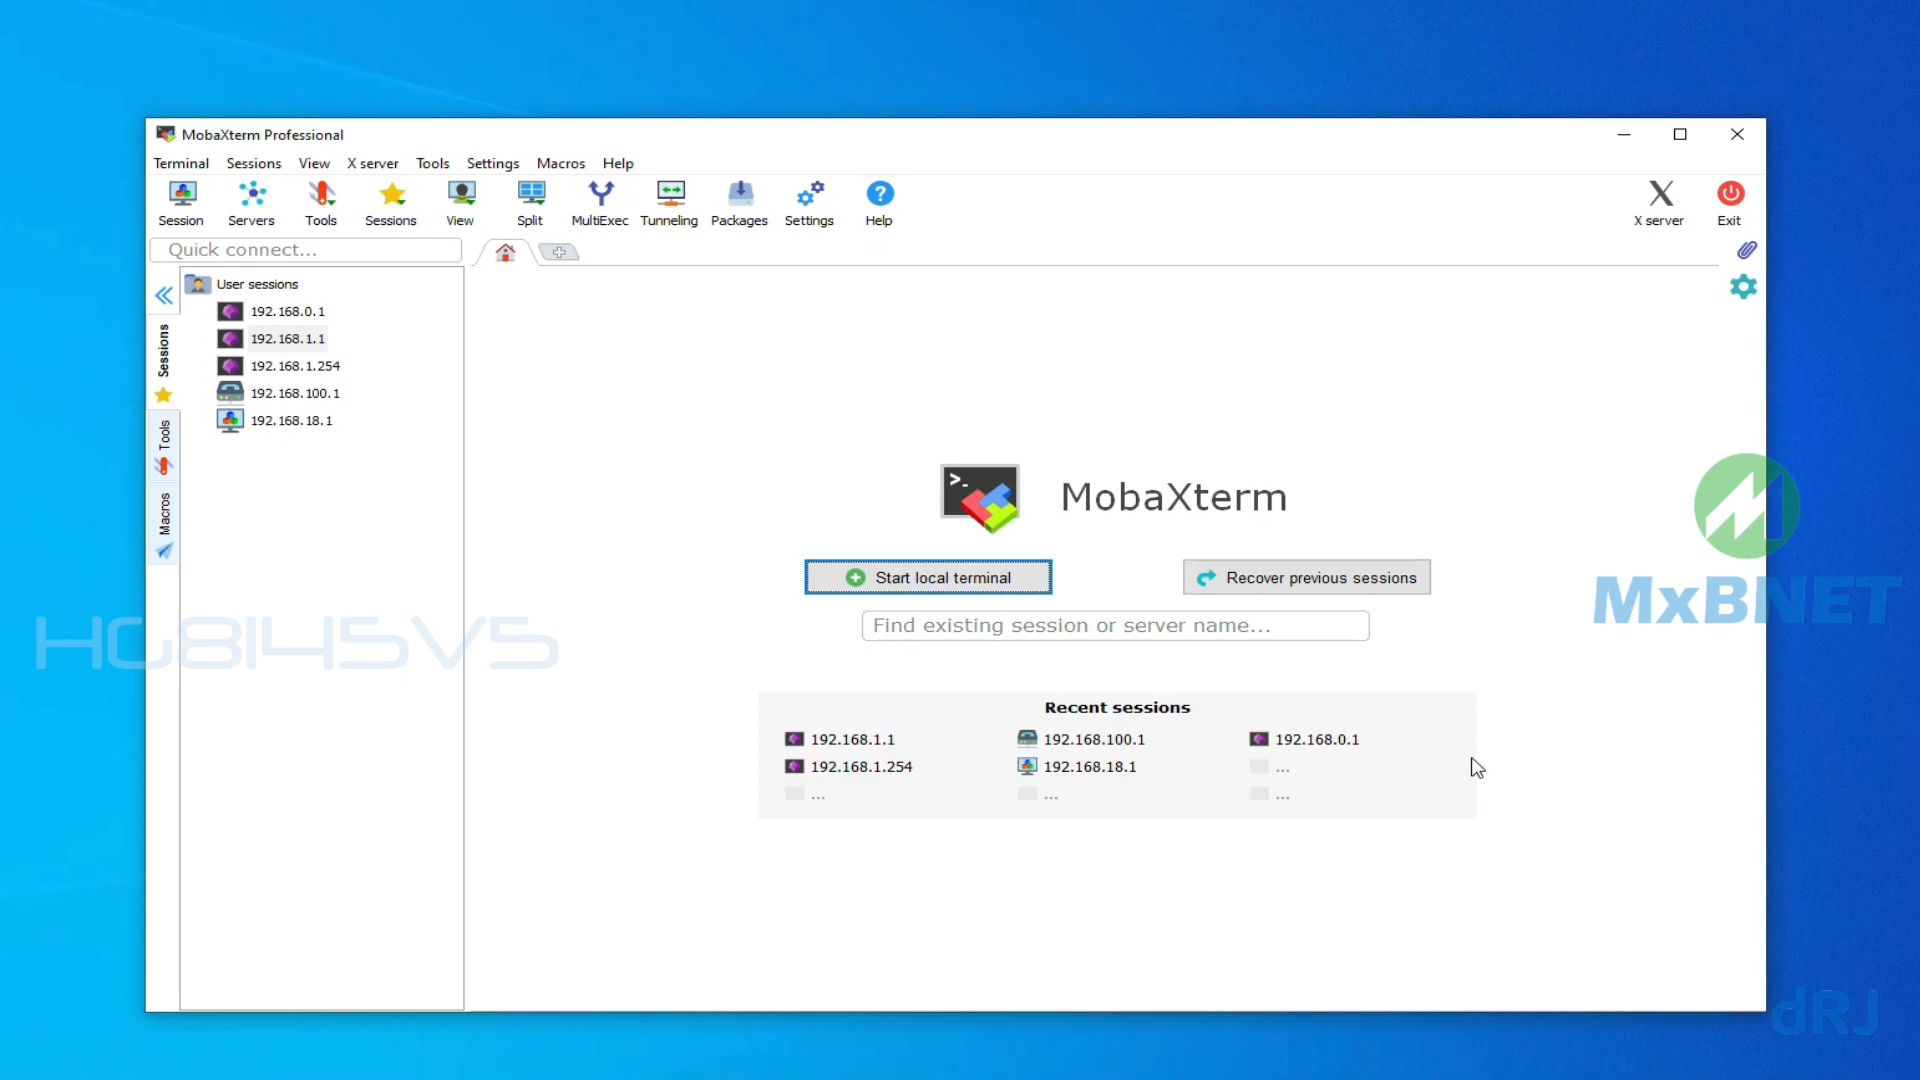 MobaXterm Professional
Terminal Sessions View X server Tools Settings Macros Help
Session Servers Tools Sessions View Split MultiExec Tunneling Packages Settings Help X server Exit
Quick connect...
User sessions
192.168.0.1
192.168.1.1
192.168.1.254
192.168.100.1
192.168.18.1
Sessions
Tools
Macros
>_
MobaXterm
Start local terminal Recover previous sessions
Find existing session or server name...
Recent sessions
192.168.1.1 192.168.100.1 192.168.0.1
192.168.1.254 192.168.18.1 ...
... ... ...
HG8145V5
MxBNET
dRJ